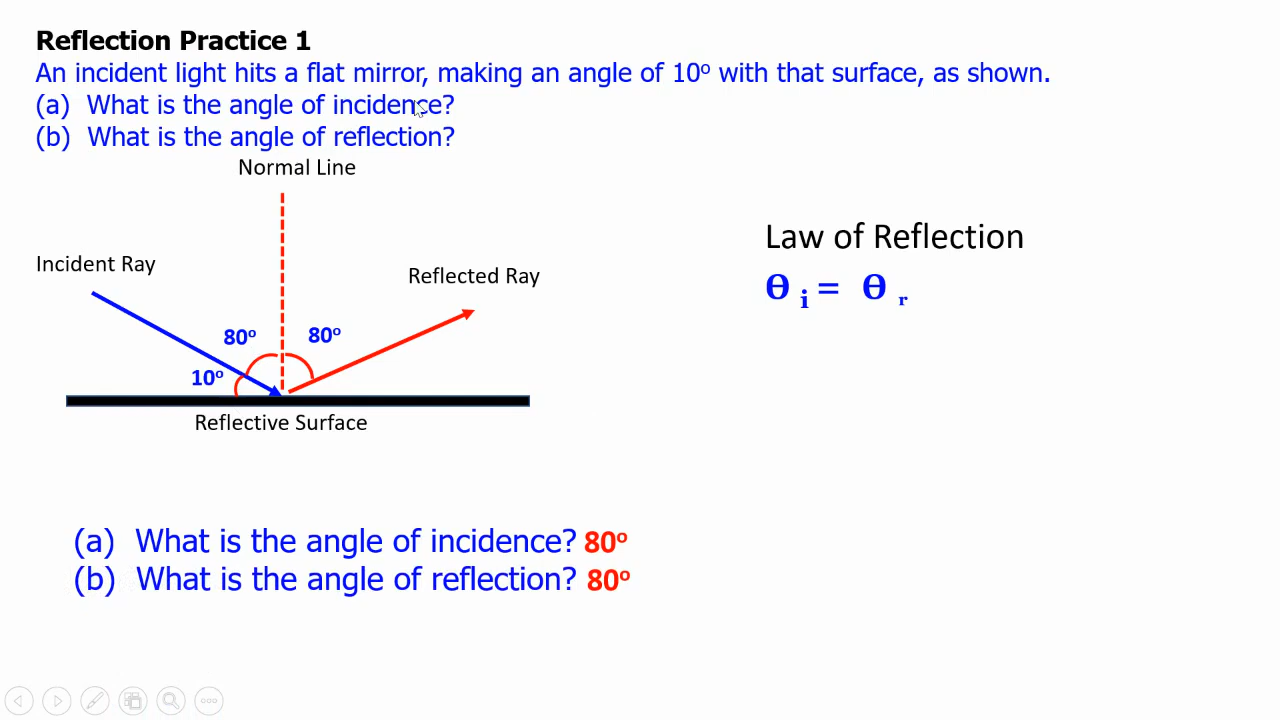 Reflection Practice 1
An incident light hits a flat mirror, making an angle of 10º with that surface, as shown.
(a) What is the angle of incidence?
(b) What is the angle of reflection?
Normal Line
Law of Reflection
Incident Ray
Reflected Ray
θ i = θ r
80º 80º
10º
Reflective Surface
(a) What is the angle of incidence? 80º
(b) What is the angle of reflection? 80º